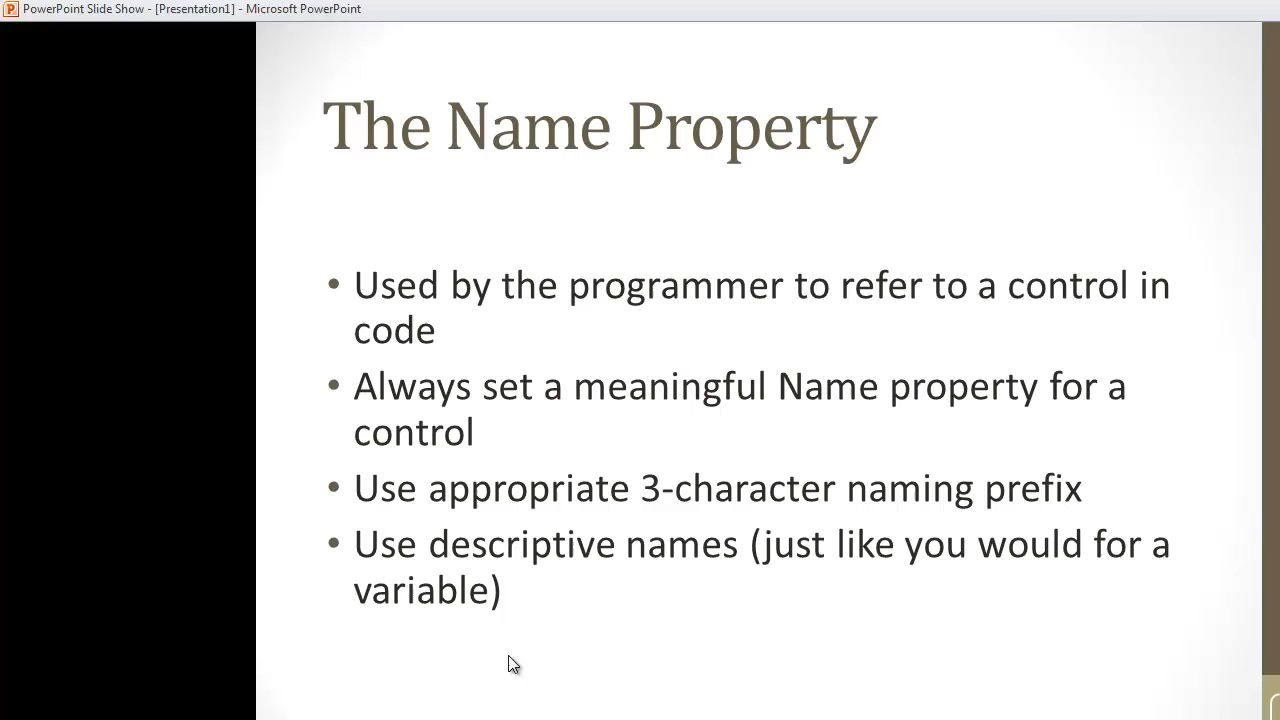 PowerPoint Slide Show - [Presentation1] - Microsoft PowerPoint
The Name Property
• Used by the programmer to refer to a control in
code
• Always set a meaningful Name property for a
control
• Use appropriate 3-character naming prefix
• Use descriptive names (just like you would for a
variable)